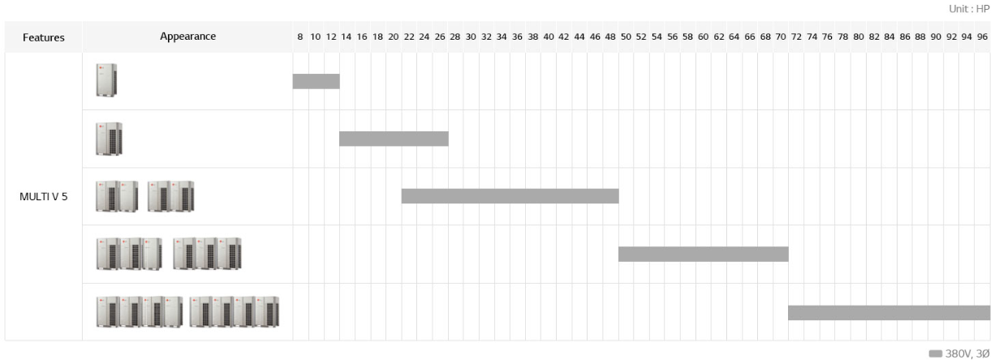 Unit : HP
Features Appearance 8 10 12 14 16 18 20 22 24 26 28 30 32 34 36 38 40 42 44 46 48 50 52 54 56 58 60 62 64 66 68 70 72 74 76 78 80 82 84 86 88 90 92 94 96
MULTI V 5
380V, 3Ø